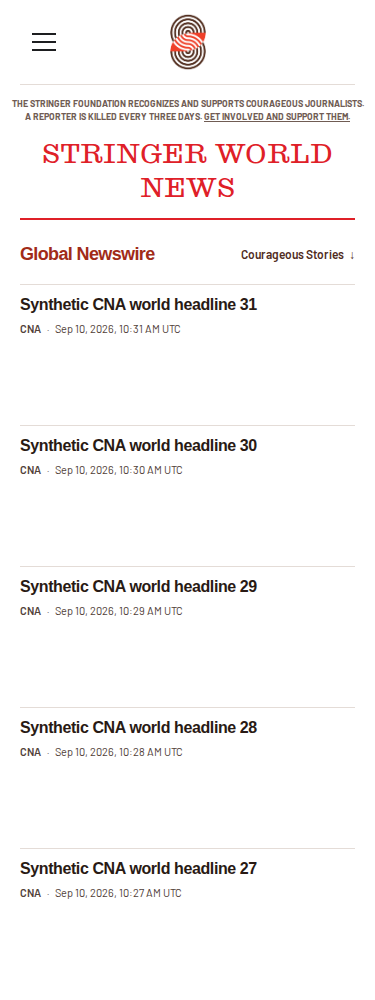 THE STRINGER FOUNDATION RECOGNIZES AND SUPPORTS COURAGEOUS JOURNALISTS.
A REPORTER IS KILLED EVERY THREE DAYS. GET INVOLVED AND SUPPORT THEM.
STRINGER WORLD
NEWS
Global Newswire
Courageous Stories ↓
Synthetic CNA world headline 31
CNA · Sep 10, 2026, 10:31 AM UTC
Synthetic CNA world headline 30
CNA · Sep 10, 2026, 10:30 AM UTC
Synthetic CNA world headline 29
CNA · Sep 10, 2026, 10:29 AM UTC
Synthetic CNA world headline 28
CNA · Sep 10, 2026, 10:28 AM UTC
Synthetic CNA world headline 27
CNA · Sep 10, 2026, 10:27 AM UTC